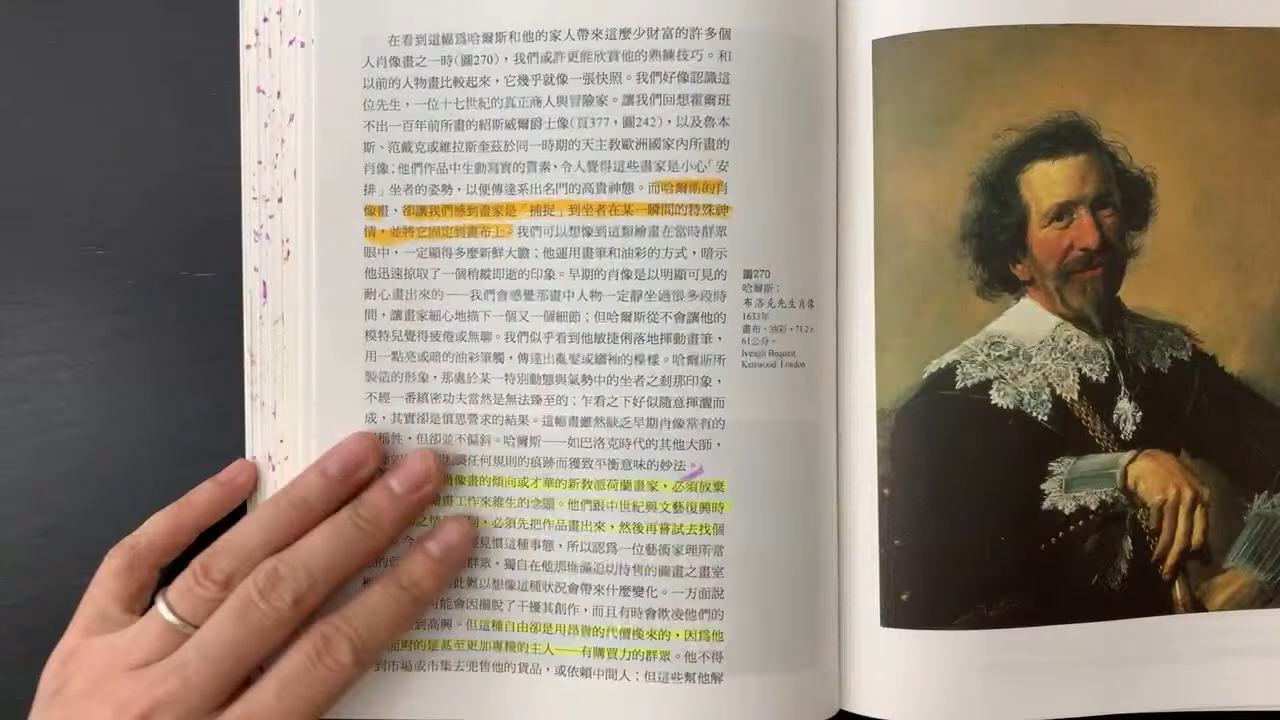 在看到這幅爲哈爾斯和他的家人帶來這麼少財富的許多個
人肖像畫之一時(圖270)，我們或許更能欣賞他的熟練技巧。和
以前的人物畫比較起來，它幾乎就像一張快照。我們好像認識這
位先生，一位十七世紀的真正商人與冒險家。讓我們回想霍爾班
不出一百年前所畫的紹斯威爾爵士像(頁377，圖242)，以及魯本
斯、范戴克或維拉斯奎茲於同一時期的天主教歐洲國家內所畫的
肖像；他們作品中生動寫實的質素，令人覺得這些畫家是小心「安
排」坐者的姿勢，以便傳達系出名門的高貴神態。而哈爾斯的肖
像畫，卻讓我們感到畫家是「捕捉」到坐者在某一瞬間的特殊神
情，並將它固定到畫布上。我們可以想像到這類繪畫在當時群眾
眼中，一定顯得多麼新鮮大膽；他運用畫筆和油彩的方式，暗示
他迅速掠取了一個稍縱即逝的印象。早期的肖像是以明顯可見的
耐心畫出來的——我們會感覺那畫中人物一定靜坐過很多段時
間，讓畫家細心地描下一個又一個細節；但哈爾斯從不會讓他的
模特兒覺得疲倦或無聊。我們似乎看到他敏捷俐落地揮動畫筆，
用一點亮或暗的油彩筆觸，傳達出亂髮或縐袖的模樣。哈爾斯所
製造的形象，那處於某一特別動態與氣勢中的坐者之剎那印象，
不經一番縝密功夫當然是無法臻至的；乍看之下好似隨意揮灑而
成，其實卻是慎思營求的結果。這幅畫雖然缺乏早期肖像常有的
稱性，但卻並不偏斜。哈爾斯——如巴洛克時代的其他大師，
任何規則的痕跡而獲致平衡意味的妙法。
肖像畫的傾向或才華的新教派荷蘭畫家，必須放棄
畫工作來維生的念頭。他們跟中世紀與文藝復興時
，必須先把作品畫出來，然後再嘗試去找個
見慣這種事態，所以認爲一位藝術家理所當
群眾，獨自在他那堆滿迫切待售的圖畫之畫室
此難以想像這種狀況會帶來什麼變化。一方面說
可能會因擺脫了干擾其創作，而且有時會欺凌他們的
到高興。但這種自由卻是用昂貴的代價換來的，因爲他
面對的是甚至更加專橫的主人——有購買力的群眾。他不得
到市場或市集去兜售他的貨品，或依賴中間人；但這些幫他解
圖270
哈爾斯：
布洛克先生肖像
1633年
畫布、油彩，71.2×
61公分。
Iveagh Bequest
Kenwood. London